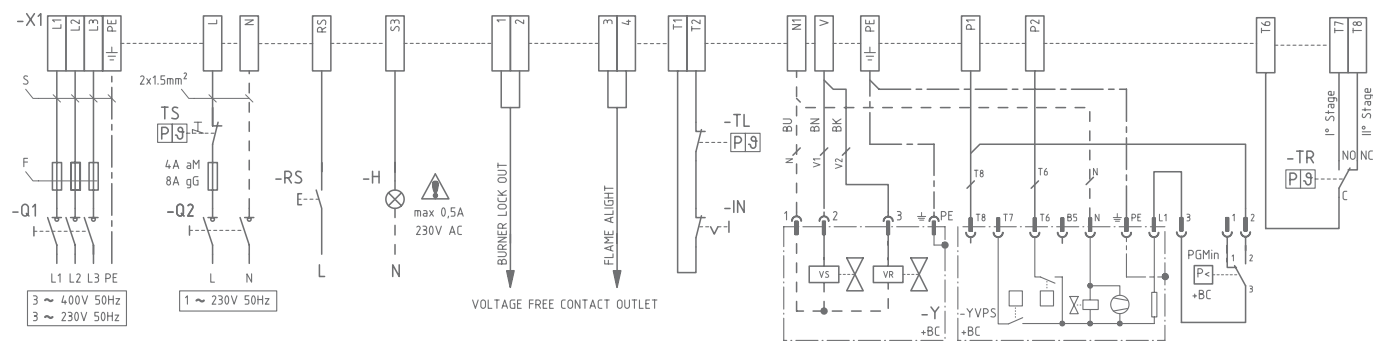 -X1
L1 L2 L3 PE L N RS S3 1 2 3 4 T1 T2 N1 V PE P1 P2 T6 T7 T8
S
2x1.5mm²
TS
P ϑ
F
4A aM
8A gG
-Q1
-Q2
L1 L2 L3 PE
3 ~ 400V 50Hz
3 ~ 230V 50Hz
L N
1 ~ 230V 50Hz
-RS
L
-H
N
max 0,5A
230V AC
BURNER LOCK OUT
FLAME ALIGHT
VOLTAGE FREE CONTACT OUTLET
-TL
P ϑ
-IN
BU BN BK
N V1 V2
1 2 3 PE
VS VR
-Y
+BC
T8 T6 N
T8 T7 T6 B5 N PE L1 3 1 2
-YVPS
+BC
PGMin
P<
+BC
1 2
3
I° Stage
II° Stage
-TR
P ϑ
NO NC
C